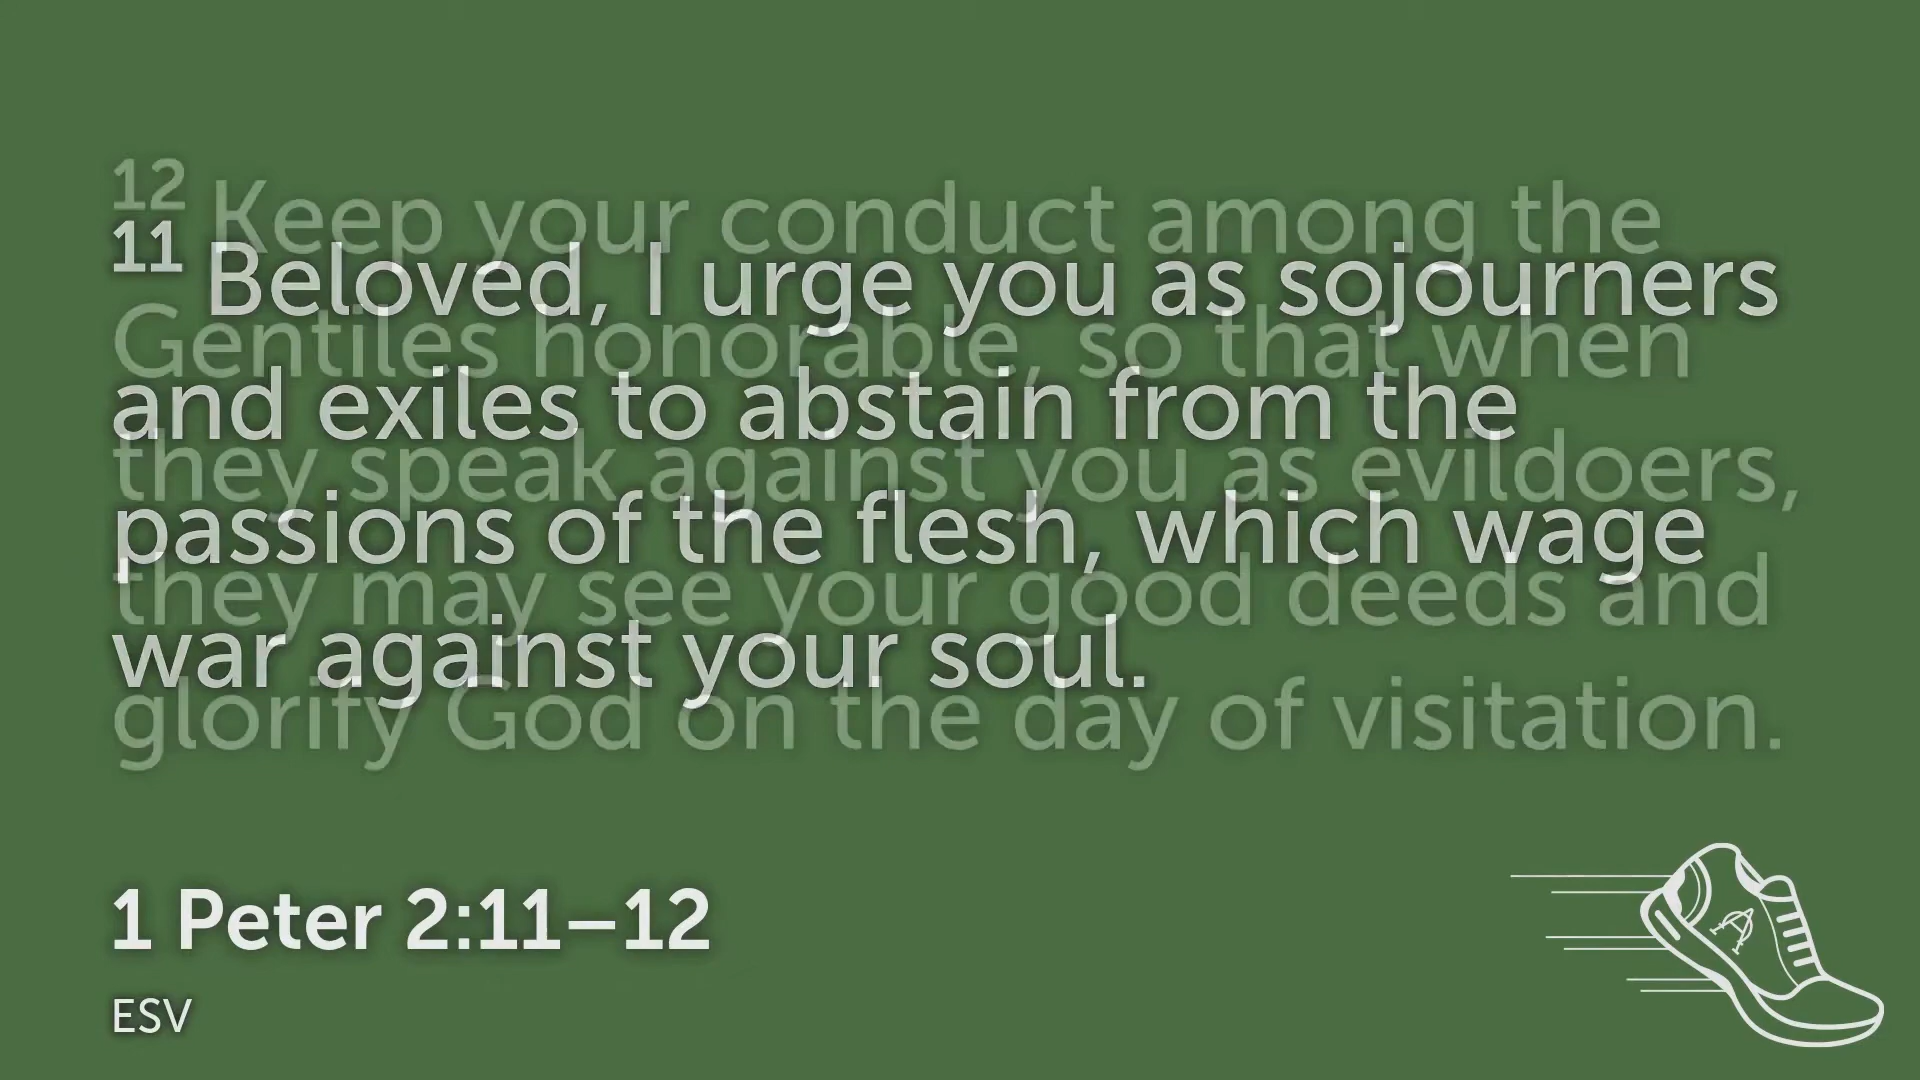 11 Beloved, I urge you as sojourners
and exiles to abstain from the
passions of the flesh, which wage
war against your soul.
12 Keep your conduct among the
Gentiles honorable, so that when
they speak against you as evildoers,
they may see your good deeds and
glorify God on the day of visitation.
1 Peter 2:11–12
ESV